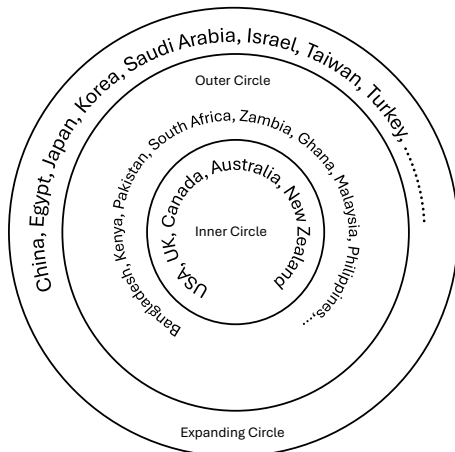 China, Egypt, Japan, Korea, Saudi Arabia, Israel, Taiwan, Turkey, ..........
Outer Circle
Bangladesh, Kenya, Pakistan, South Africa, Zambia, Ghana, Malaysia, Philippines,...
USA, UK, Canada, Australia, New Zealand
Inner Circle
Expanding Circle